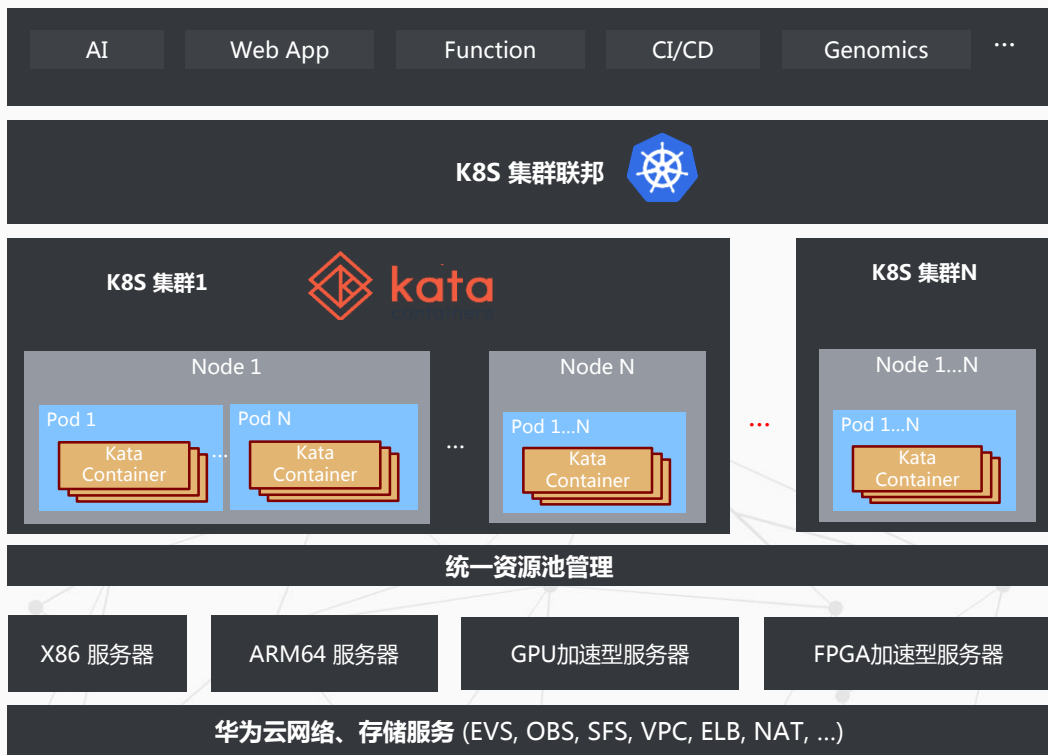 AI
Web App
Function
CI/CD
Genomics
...
K8S 集群联邦
K8S 集群1
kata
containers
K8S 集群N
Node 1
Pod 1
Kata
Container
...
Pod N
Kata
Container
...
Node N
Pod 1...N
Kata
Container
...
Node 1...N
Pod 1...N
Kata
Container
统一资源池管理
X86 服务器
ARM64 服务器
GPU加速型服务器
FPGA加速型服务器
华为云网络、存储服务 (EVS, OBS, SFS, VPC, ELB, NAT, ...)